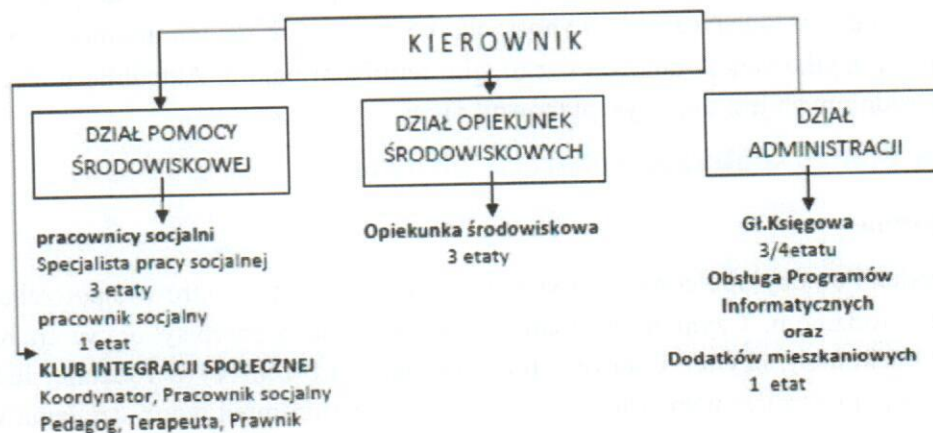 KIEROWNIK
DZIAŁ POMOCY
ŚRODOWISKOWEJ
pracownicy socjalni
Specjalista pracy socjalnej
3 etaty
pracownik socjalny
1 etat
KLUB INTEGRACJI SPOŁECZNEJ
Koordynator, Pracownik socjalny
Pedagog, Terapeuta, Prawnik
DZIAŁ OPIEKUNEK
ŚRODOWISKOWYCH
Opiekunka środowiskowa
3 etaty
DZIAŁ
ADMINISTRACJI
Gł.Księgowa
3/4etatu
Obsługa Programów
Informatycznych
oraz
Dodatków mieszkaniowych
1 etat